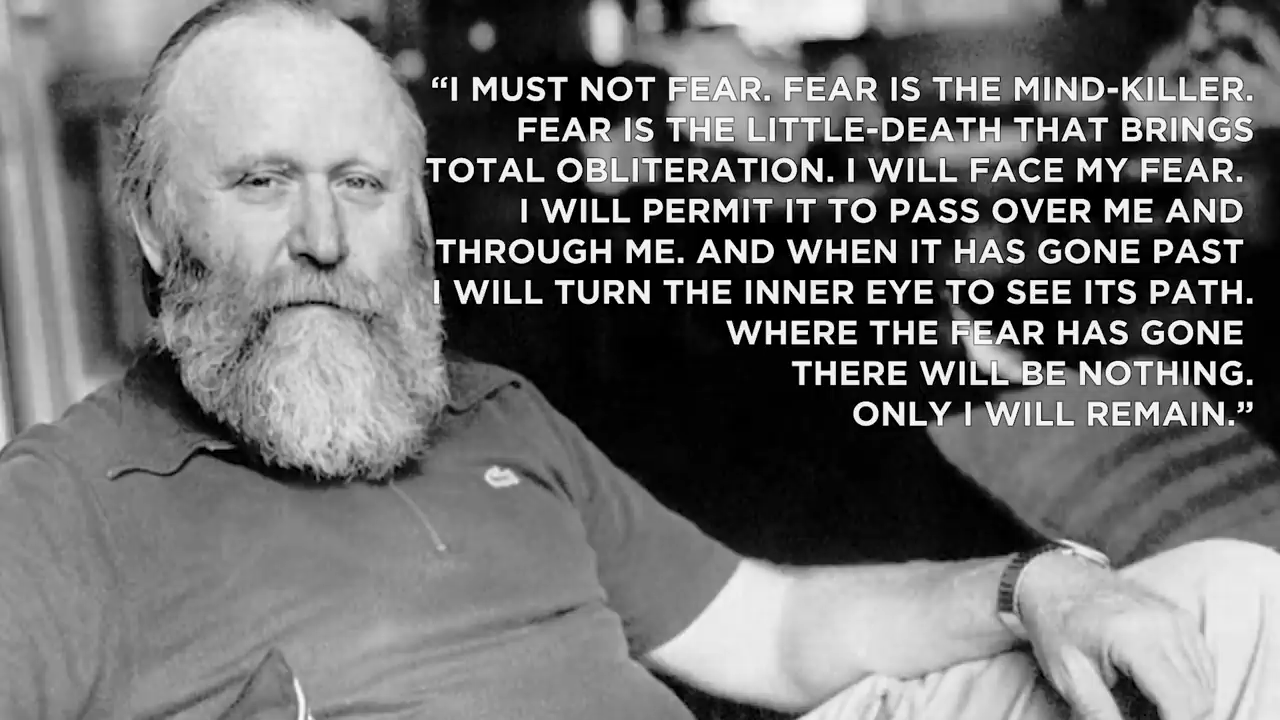 “I MUST NOT FEAR. FEAR IS THE MIND-KILLER.
FEAR IS THE LITTLE-DEATH THAT BRINGS
TOTAL OBLITERATION. I WILL FACE MY FEAR.
I WILL PERMIT IT TO PASS OVER ME AND
THROUGH ME. AND WHEN IT HAS GONE PAST
I WILL TURN THE INNER EYE TO SEE ITS PATH.
WHERE THE FEAR HAS GONE
THERE WILL BE NOTHING.
ONLY I WILL REMAIN.”